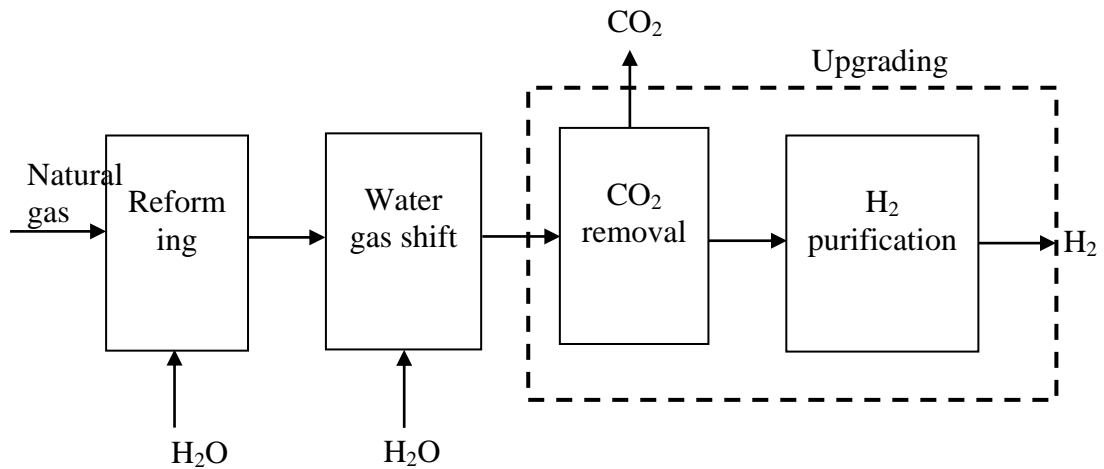 CO₂
Upgrading
Natural
gas
Reform
ing
Water
gas shift
CO₂
removal
H₂
purification
H₂
H₂O
H₂O